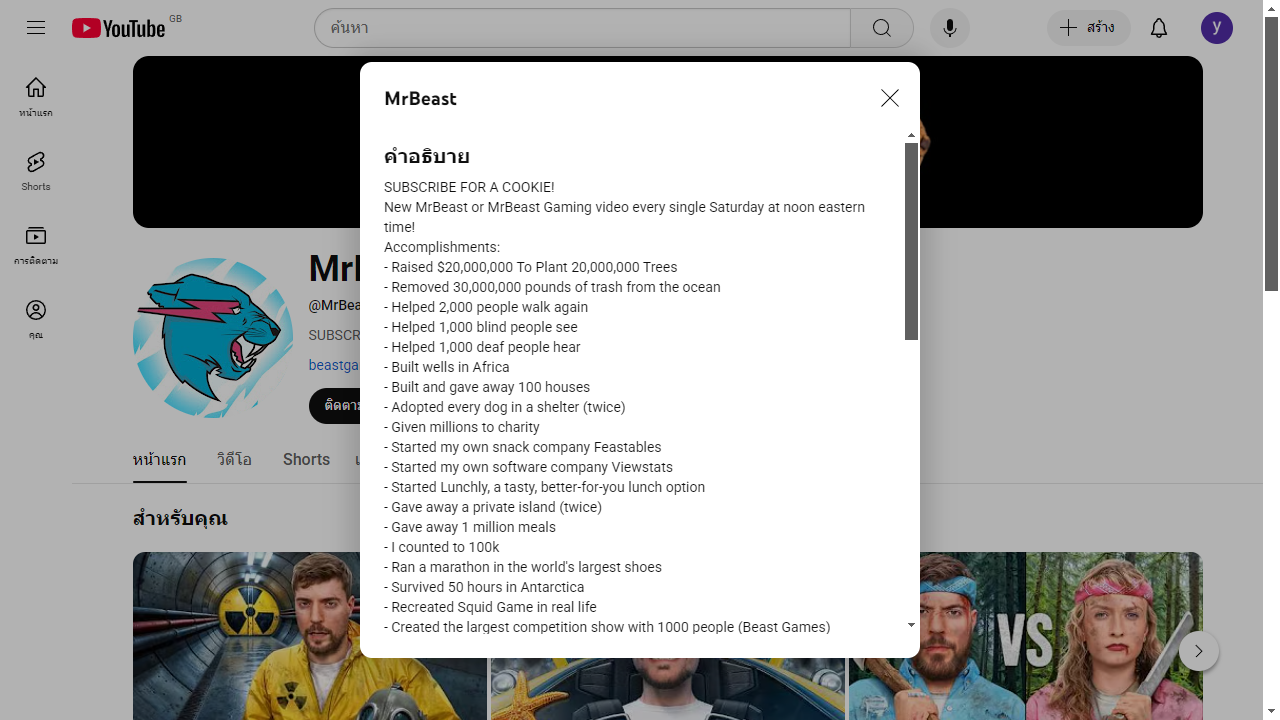 YouTube GB
ค้นหา
สร้าง
y
หน้าแรก
Shorts
การติดตาม
คุณ
MrBeast
คำอธิบาย
SUBSCRIBE FOR A COOKIE!
New MrBeast or MrBeast Gaming video every single Saturday at noon eastern
time!
Accomplishments:
- Raised $20,000,000 To Plant 20,000,000 Trees
- Removed 30,000,000 pounds of trash from the ocean
- Helped 2,000 people walk again
- Helped 1,000 blind people see
- Helped 1,000 deaf people hear
- Built wells in Africa
- Built and gave away 100 houses
- Adopted every dog in a shelter (twice)
- Given millions to charity
- Started my own snack company Feastables
- Started my own software company Viewstats
- Started Lunchly, a tasty, better-for-you lunch option
- Gave away a private island (twice)
- Gave away 1 million meals
- I counted to 100k
- Ran a marathon in the world's largest shoes
- Survived 50 hours in Antarctica
- Recreated Squid Game in real life
- Created the largest competition show with 1000 people (Beast Games)
หน้าแรก วิดีโอ Shorts
สำหรับคุณ
VS